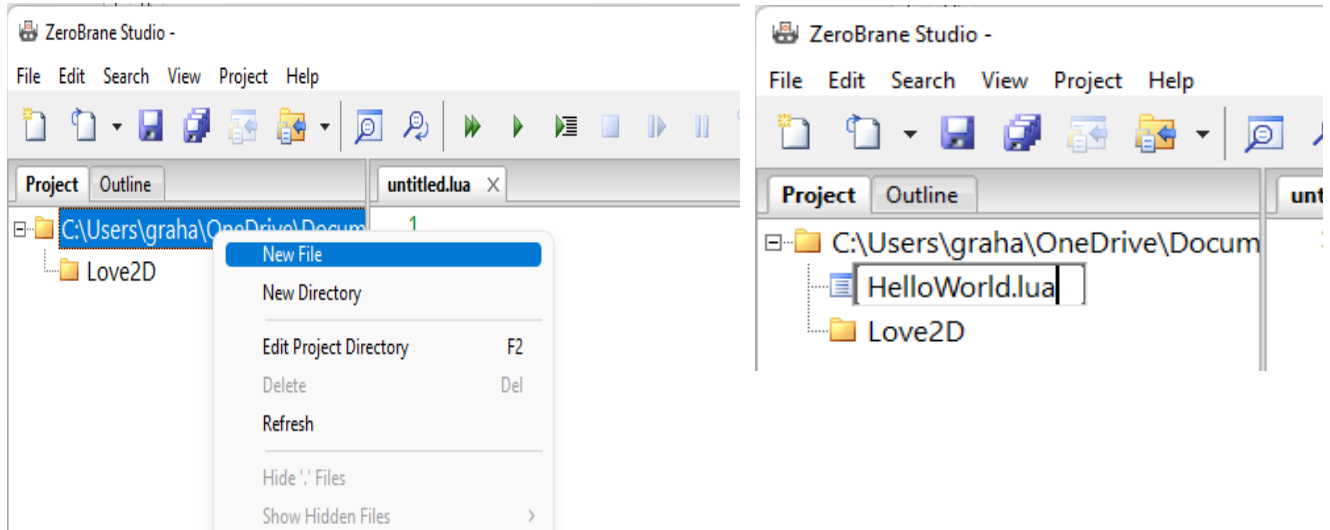 ZeroBrane Studio -
File Edit Search View Project Help
Project Outline
untitled.lua
1
C:\Users\graha\OneDrive\Docum
Love2D
New File
New Directory
Edit Project Directory F2
Delete Del
Refresh
Hide '.' Files
Show Hidden Files
ZeroBrane Studio -
File Edit Search View Project Help
Project Outline
unt
C:\Users\graha\OneDrive\Docum
HelloWorld.lua
Love2D